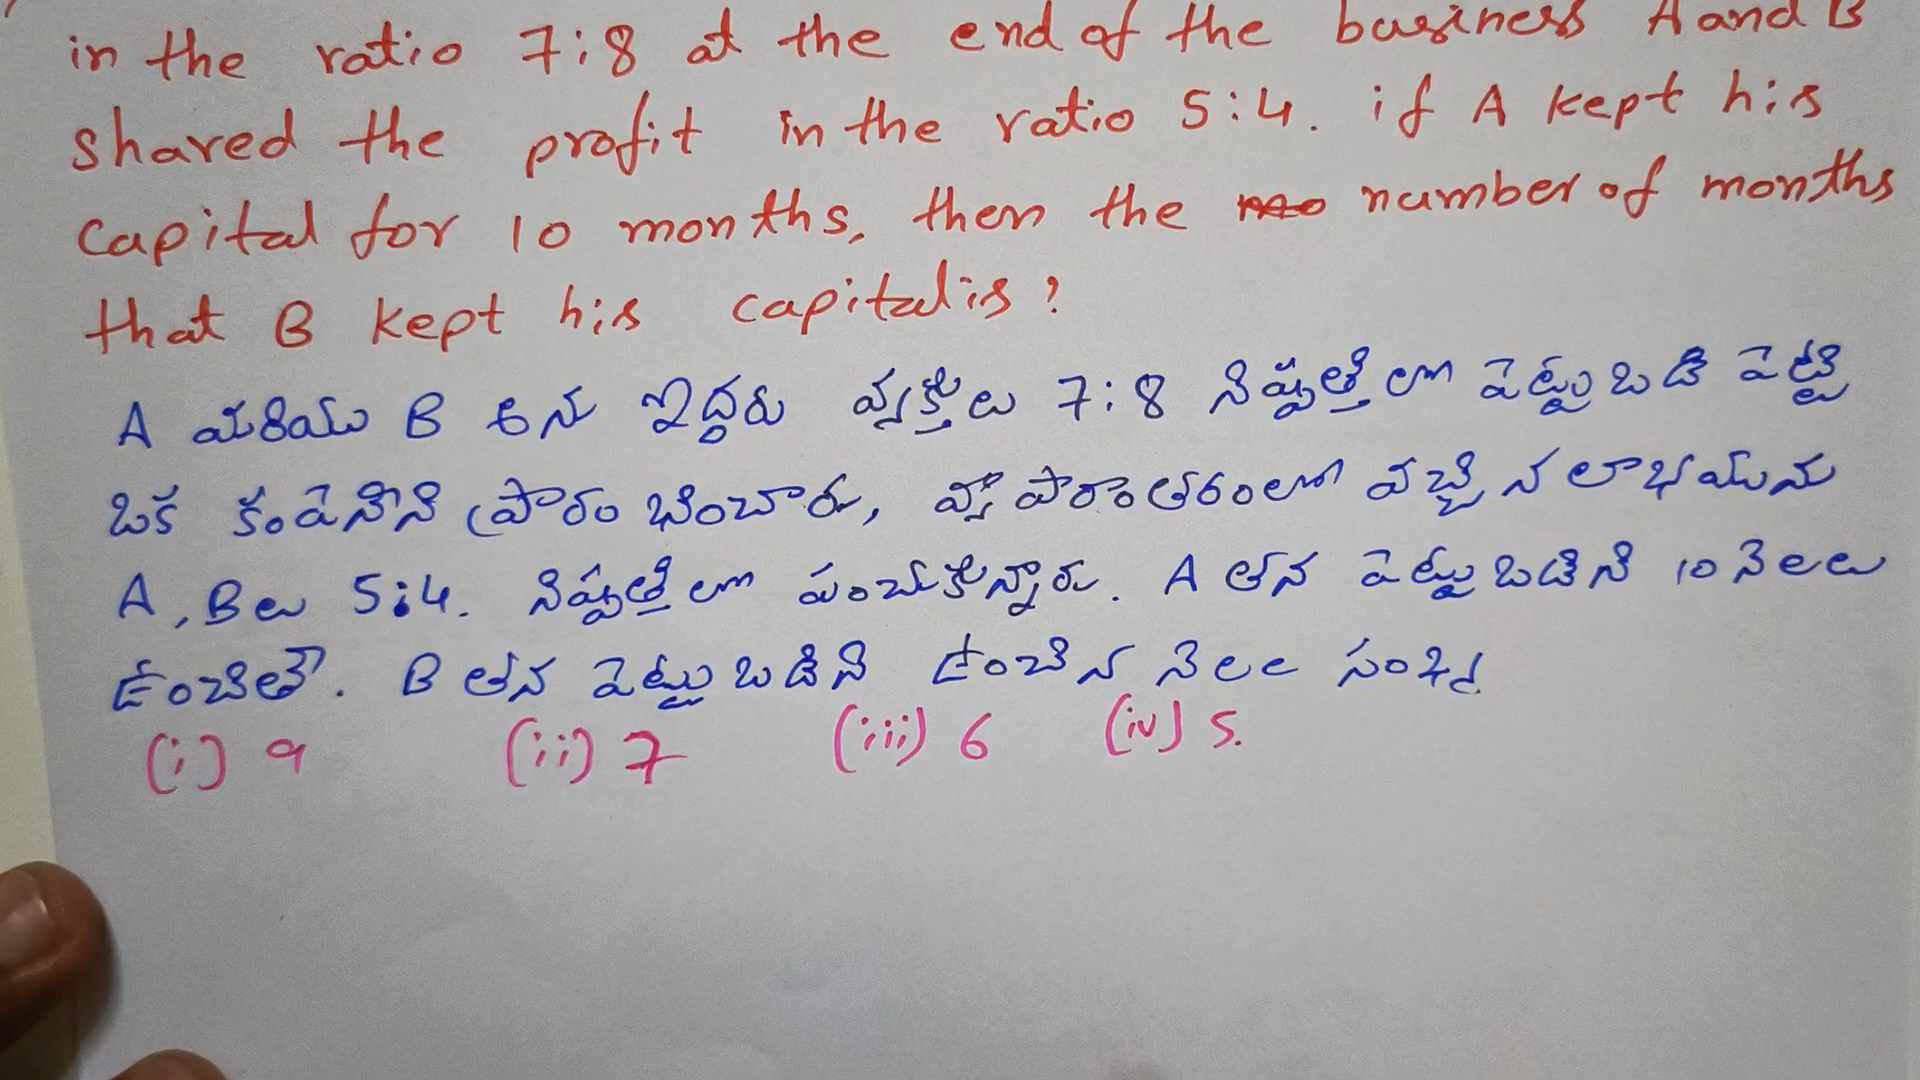 in the ratio 7:8 at the end of the business A and B
shared the profit in the ratio 5:4. if A kept his
capital for 10 months, then the number of months
that B kept his capital is ?
A మరియు B అను ఇద్దరు వ్యక్తులు 7:8 నిష్పత్తిలో పెట్టుబడి పెట్టి
ఒక కంపెనీని ప్రారంభించారు, వ్యాపారాంతరంలో వచ్చిన లాభమును
A, B లు 5:4. నిష్పత్తిలో పంచుకొన్నారు. A తన పెట్టుబడిని 10 నెలలు
ఉంచితే. B తన పెట్టుబడిని ఉంచిన నెలల సంఖ్య
(i) 9 (ii) 7 (iii) 6 (iv) 5.